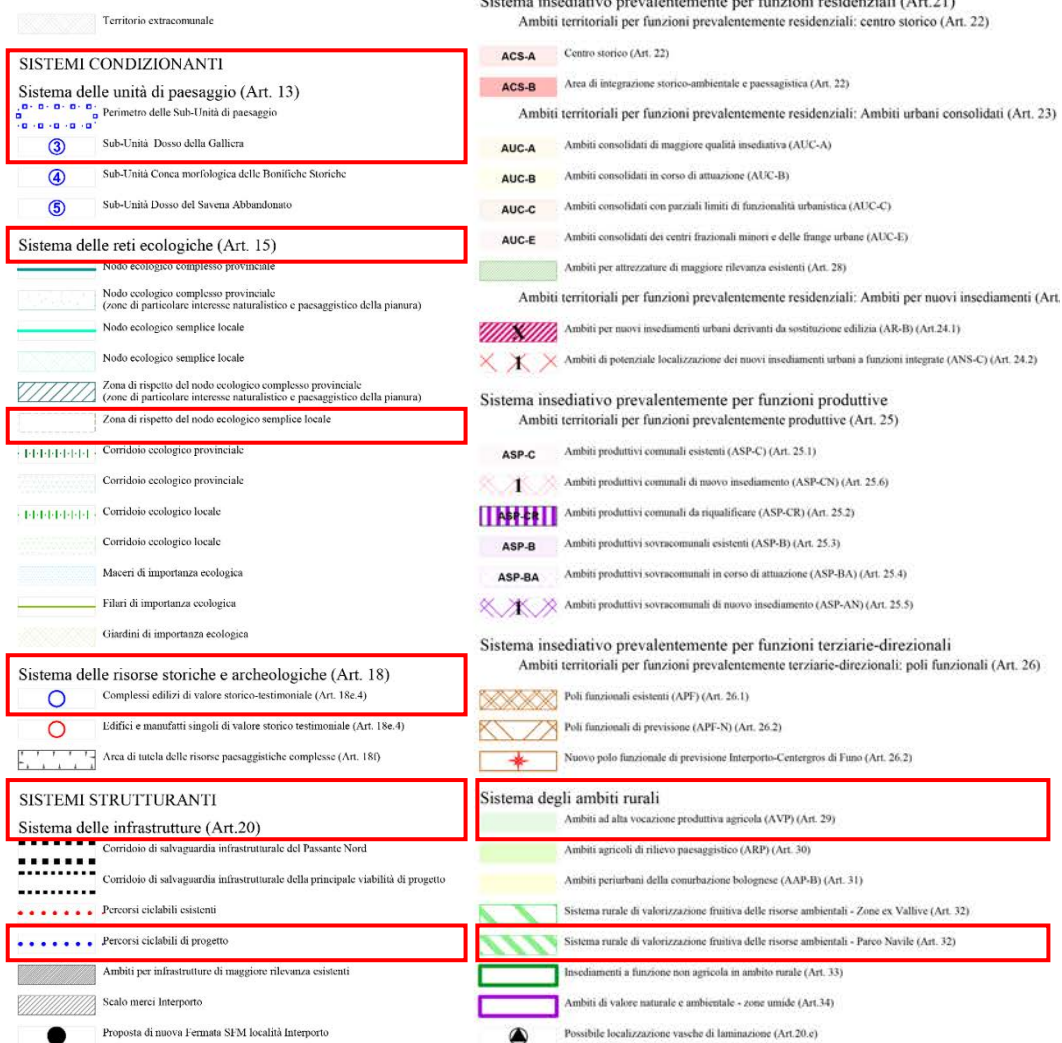 Territorio extracomunale
SISTEMI CONDIZIONANTI
Sistema delle unità di paesaggio (Art. 13)
Perimetro delle Sub-Unità di paesaggio
3 Sub-Unità Dosso della Galliera
4 Sub-Unità Conca morfologica delle Bonifiche Storiche
5 Sub-Unità Dosso del Savena Abbandonato
Sistema delle reti ecologiche (Art. 15)
Nodo ecologico complesso provinciale
Nodo ecologico complesso provinciale
(zone di particolare interesse naturalistico e paesaggistico della pianura)
Nodo ecologico semplice locale
Nodo ecologico semplice locale
Zona di rispetto del nodo ecologico complesso provinciale
(zone di particolare interesse naturalistico e paesaggistico della pianura)
Zona di rispetto del nodo ecologico semplice locale
Corridoio ecologico provinciale
Corridoio ecologico provinciale
Corridoio ecologico locale
Corridoio ecologico locale
Maceri di importanza ecologica
Filari di importanza ecologica
Giardini di importanza ecologica
Sistema delle risorse storiche e archeologiche (Art. 18)
Complessi edilizi di valore storico-testimoniale (Art. 18e.4)
Edifici e manufatti singoli di valore storico testimoniale (Art. 18e.4)
Area di tutela delle risorse paesaggistiche complesse (Art. 18f)
SISTEMI STRUTTURANTI
Sistema delle infrastrutture (Art.20)
Corridoio di salvaguardia infrastrutturale del Passante Nord
Corridoio di salvaguardia infrastrutturale della principale viabilità di progetto
Percorsi ciclabili esistenti
Percorsi ciclabili di progetto
Ambiti per infrastrutture di maggiore rilevanza esistenti
Scalo merci Interporto
Proposta di nuova Fermata SFM località Interporto
Sistema insediativo prevalentemente per funzioni residenziali (Art.21)
Ambiti territoriali per funzioni prevalentemente residenziali: centro storico (Art. 22)
ACS-A Centro storico (Art. 22)
ACS-B Area di integrazione storico-ambientale e paessagistica (Art. 22)
Ambiti territoriali per funzioni prevalentemente residenziali: Ambiti urbani consolidati (Art. 23)
AUC-A Ambiti consolidati di maggiore qualità insediativa (AUC-A)
AUC-B Ambiti consolidati in corso di attuazione (AUC-B)
AUC-C Ambiti consolidati con parziali limiti di funzionalità urbanistica (AUC-C)
AUC-E Ambiti consolidati dei centri frazionali minori e delle frange urbane (AUC-E)
Ambiti per attrezzature di maggiore rilevanza esistenti (Art. 28)
Ambiti territoriali per funzioni prevalentemente residenziali: Ambiti per nuovi insediamenti (Art.
X Ambiti per nuovi insediamenti urbani derivanti da sostituzione edilizia (AR-B) (Art.24.1)
1 Ambiti di potenziale localizzazione dei nuovi insediamenti urbani a funzioni integrate (ANS-C) (Art. 24.2)
Sistema insediativo prevalentemente per funzioni produttive
Ambiti territoriali per funzioni prevalentemente produttive (Art. 25)
ASP-C Ambiti produttivi comunali esistenti (ASP-C) (Art. 25.1)
1 Ambiti produttivi comunali di nuovo insediamento (ASP-CN) (Art. 25.6)
ASP-CR Ambiti produttivi comunali da riqualificare (ASP-CR) (Art. 25.2)
ASP-B Ambiti produttivi sovracomunali esistenti (ASP-B) (Art. 25.3)
ASP-BA Ambiti produttivi sovracomunali in corso di attuazione (ASP-BA) (Art. 25.4)
1 Ambiti produttivi sovracomunali di nuovo insediamento (ASP-AN) (Art. 25.5)
Sistema insediativo prevalentemente per funzioni terziarie-direzionali
Ambiti territoriali per funzioni prevalentemente terziarie-direzionali: poli funzionali (Art. 26)
Poli funzionali esistenti (APF) (Art. 26.1)
Poli funzionali di previsione (APF-N) (Art. 26.2)
Nuovo polo funzionale di previsione Interporto-Centergros di Funo (Art. 26.2)
Sistema degli ambiti rurali
Ambiti ad alta vocazione produttiva agricola (AVP) (Art. 29)
Ambiti agricoli di rilievo paesaggistico (ARP) (Art. 30)
Ambiti periurbani della conurbazione bolognese (AAP-B) (Art. 31)
Sistema rurale di valorizzazione fruitiva delle risorse ambientali - Zone ex Vallive (Art. 32)
Sistema rurale di valorizzazione fruitiva delle risorse ambientali - Parco Navile (Art. 32)
Insediamenti a funzione non agricola in ambito rurale (Art. 33)
Ambiti di valore naturale e ambientale - zone umide (Art.34)
Possibile localizzazione vasche di laminazione (Art.20.e)